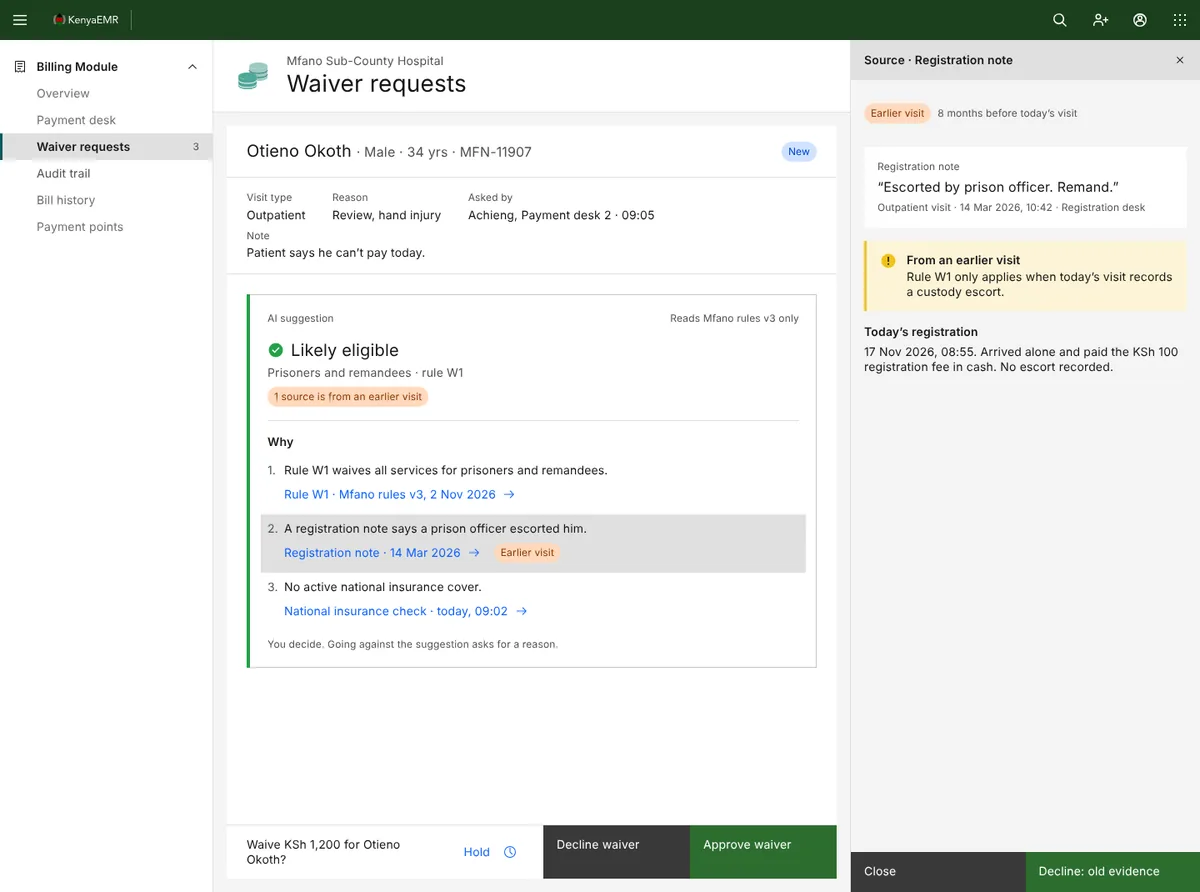 KenyaEMR
Billing Module
Overview
Payment desk
Waiver requests 3
Audit trail
Bill history
Payment points
Mfano Sub-County Hospital
Waiver requests
Otieno Okoth · Male · 34 yrs · MFN-11907
New
Visit type
Outpatient
Reason
Review, hand injury
Asked by
Achieng, Payment desk 2 · 09:05
Note
Patient says he can’t pay today.
AI suggestion
Reads Mfano rules v3 only
Likely eligible
Prisoners and remandees · rule W1
1 source is from an earlier visit
Why
1. Rule W1 waives all services for prisoners and remandees.
Rule W1 · Mfano rules v3, 2 Nov 2026 →
2. A registration note says a prison officer escorted him.
Registration note · 14 Mar 2026 → Earlier visit
3. No active national insurance cover.
National insurance check · today, 09:02 →
You decide. Going against the suggestion asks for a reason.
Waive KSh 1,200 for Otieno
Okoth?
Hold
Decline waiver
Approve waiver
Source · Registration note
Earlier visit 8 months before today’s visit
Registration note
“Escorted by prison officer. Remand.”
Outpatient visit · 14 Mar 2026, 10:42 · Registration desk
From an earlier visit
Rule W1 only applies when today’s visit records
a custody escort.
Today’s registration
17 Nov 2026, 08:55. Arrived alone and paid the KSh 100
registration fee in cash. No escort recorded.
Close
Decline: old evidence